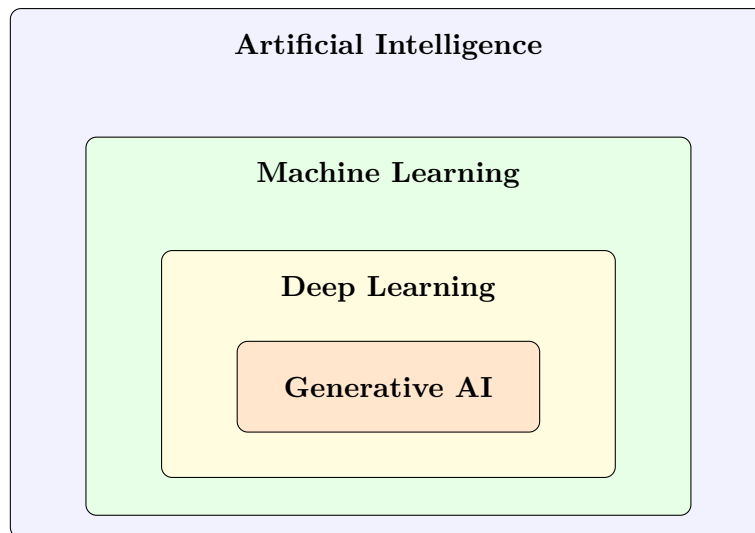 Artificial Intelligence
Machine Learning
Deep Learning
Generative AI